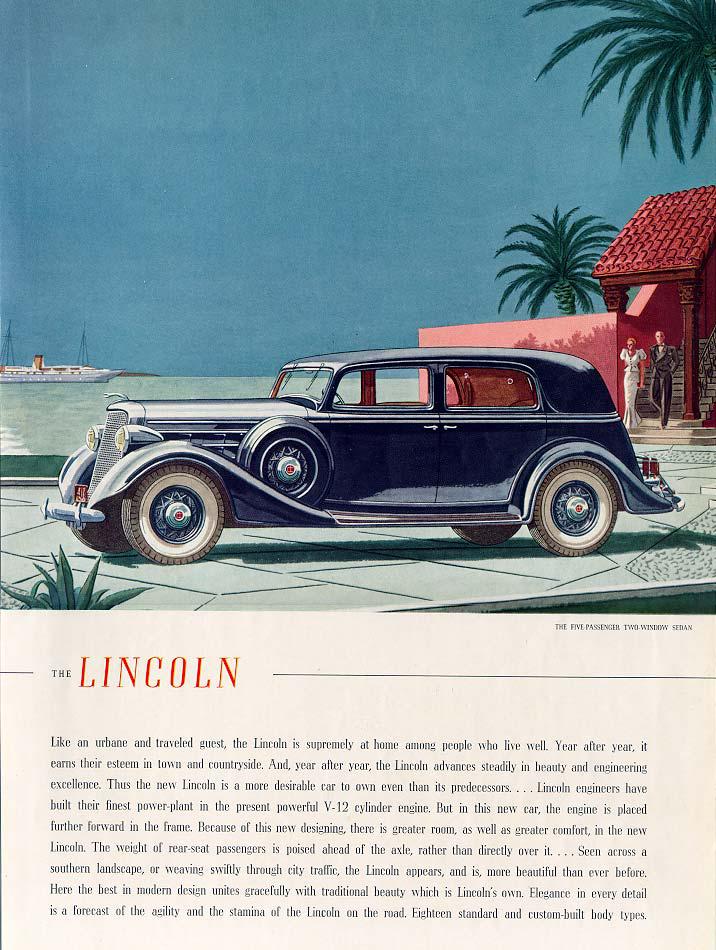 THE FIVE-PASSENGER TWO-WINDOW SEDAN
THE LINCOLN
Like an urbane and traveled guest, the Lincoln is supremely at home among people who live well. Year after year, it
earns their esteem in town and countryside. And, year after year, the Lincoln advances steadily in beauty and engineering
excellence. Thus the new Lincoln is a more desirable car to own even than its predecessors. . . . Lincoln engineers have
built their finest power-plant in the present powerful V-12 cylinder engine. But in this new car, the engine is placed
further forward in the frame. Because of this new designing, there is greater room, as well as greater comfort, in the new
Lincoln. The weight of rear-seat passengers is poised ahead of the axle, rather than directly over it. . . . Seen across a
southern landscape, or weaving swiftly through city traffic, the Lincoln appears, and is, more beautiful than ever before.
Here the best in modern design unites gracefully with traditional beauty which is Lincoln's own. Elegance in every detail
is a forecast of the agility and the stamina of the Lincoln on the road. Eighteen standard and custom-built body types.